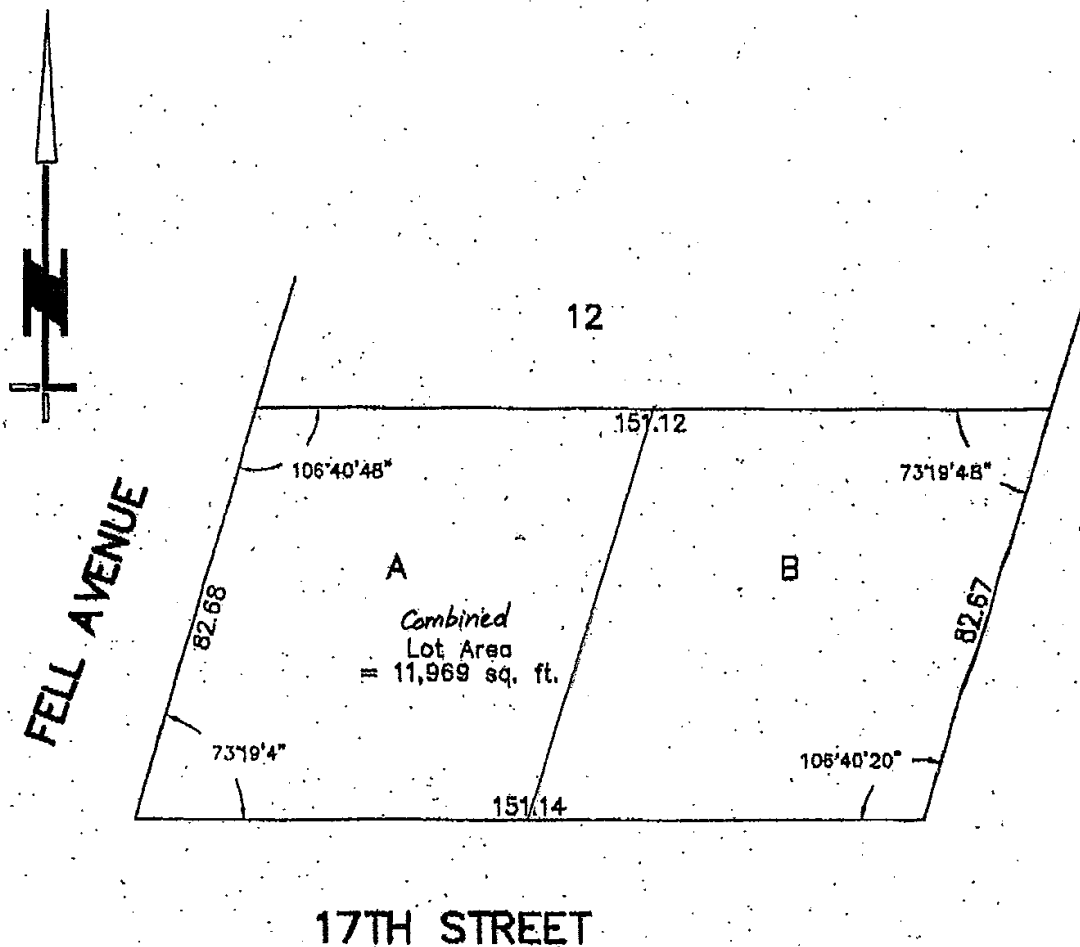 N
12
151.12
106°40'48"
73°19'48"
FELL AVENUE
A
B
82.68
82.67
Combined
Lot Area
= 11,969 sq. ft.
73°19'4"
106°40'20"
151.14
17TH STREET